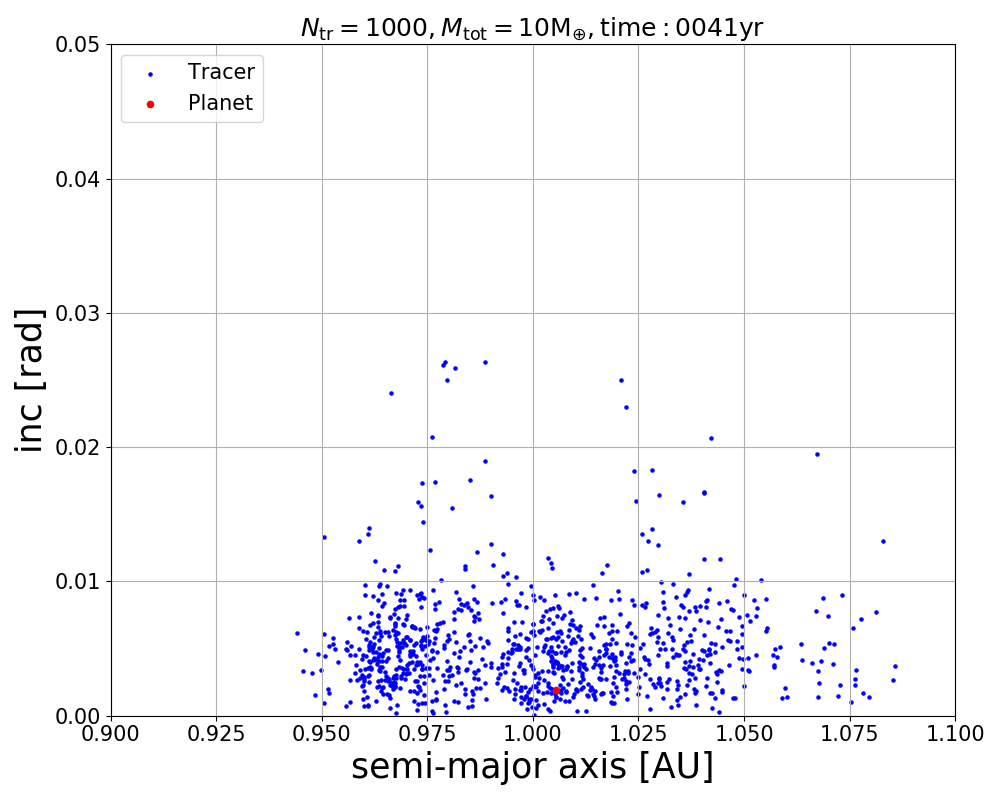 N_tr = 1000, M_tot = 10M_⊕, time : 0041yr
0.05
Tracer
Planet
0.04
0.03
0.02
0.01
0.00
inc [rad]
0.900 0.925 0.950 0.975 1.000 1.025 1.050 1.075 1.100
semi-major axis [AU]